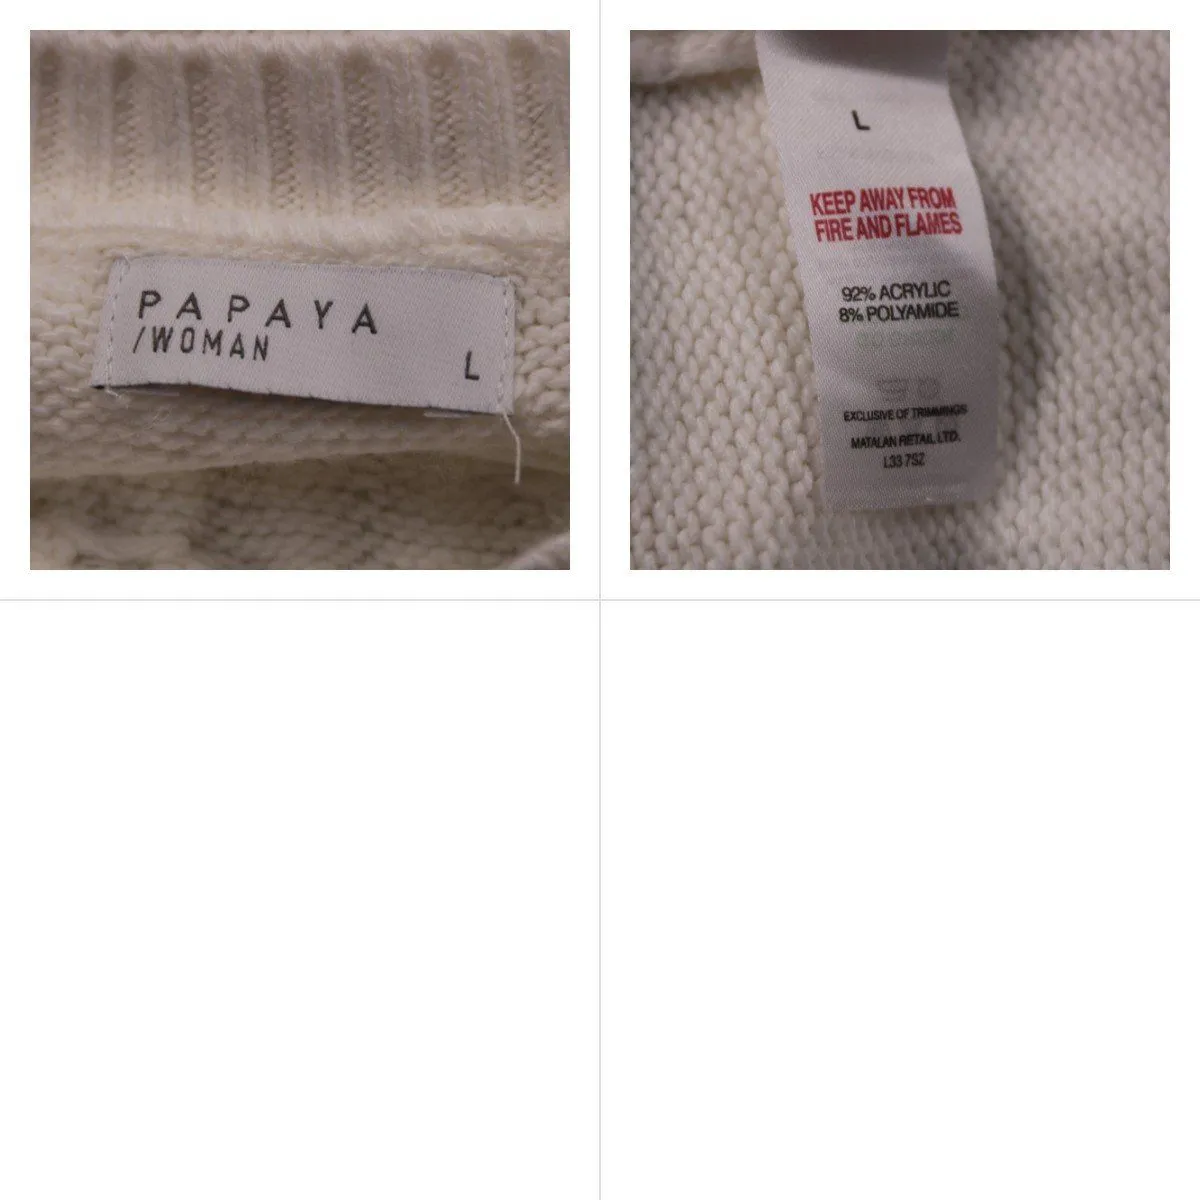 PAPAYA
/WOMAN
L
L
KEEP AWAY FROM
FIRE AND FLAMES
92% ACRYLIC
8% POLYAMIDE
EXCLUSIVE OF TRIMMINGS
MATALAN RETAIL LTD.
L33 7SZ